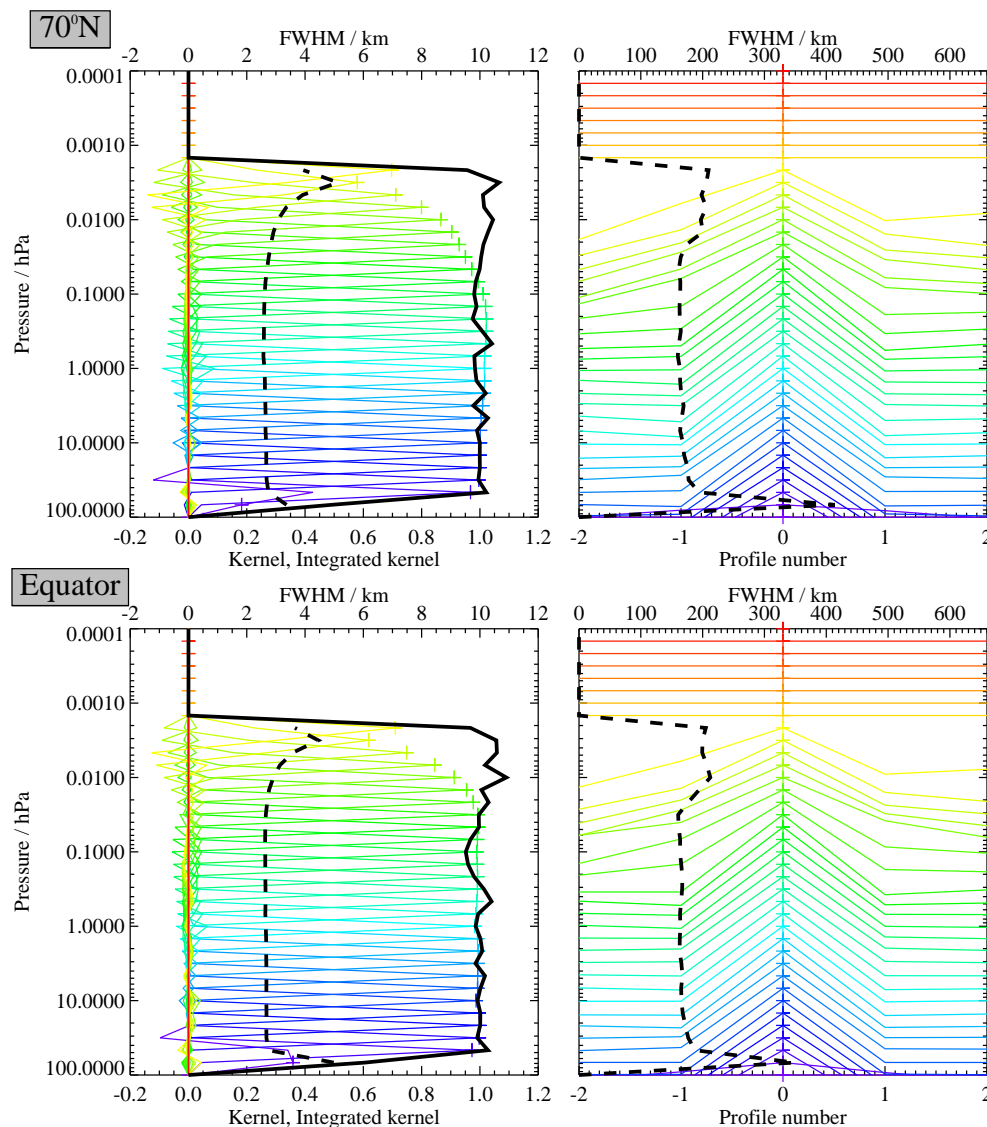 70⁰N
FWHM / km
-2 0 2 4 6 8 10 12
FWHM / km
0 100 200 300 400 500 600
Pressure / hPa
0.0001
0.0010
0.0100
0.1000
1.0000
10.0000
100.0000
-0.2 0.0 0.2 0.4 0.6 0.8 1.0 1.2
Kernel, Integrated kernel
-2 -1 0 1 2
Profile number
Equator
FWHM / km
-2 0 2 4 6 8 10 12
FWHM / km
0 100 200 300 400 500 600
Pressure / hPa
0.0001
0.0010
0.0100
0.1000
1.0000
10.0000
100.0000
-0.2 0.0 0.2 0.4 0.6 0.8 1.0 1.2
Kernel, Integrated kernel
-2 -1 0 1 2
Profile number